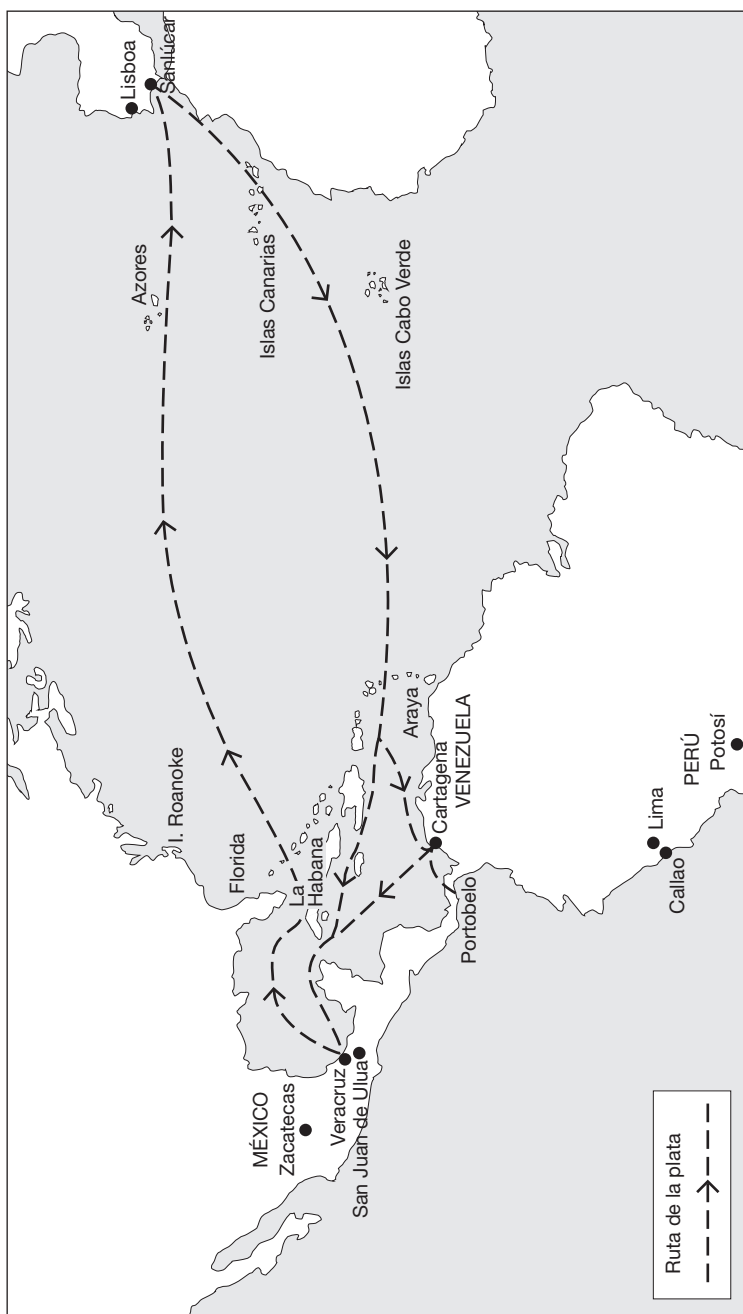 Lisboa
Sanlúcar
Azores
Islas Canarias
Islas Cabo Verde
I. Roanoke
Florida
La
Habana
Araya
Cartagena
VENEZUELA
Portobelo
MÉXICO
Zacatecas
Veracruz
San Juan de Ulua
Lima
Callao
PERÚ
Potosí
Ruta de la plata